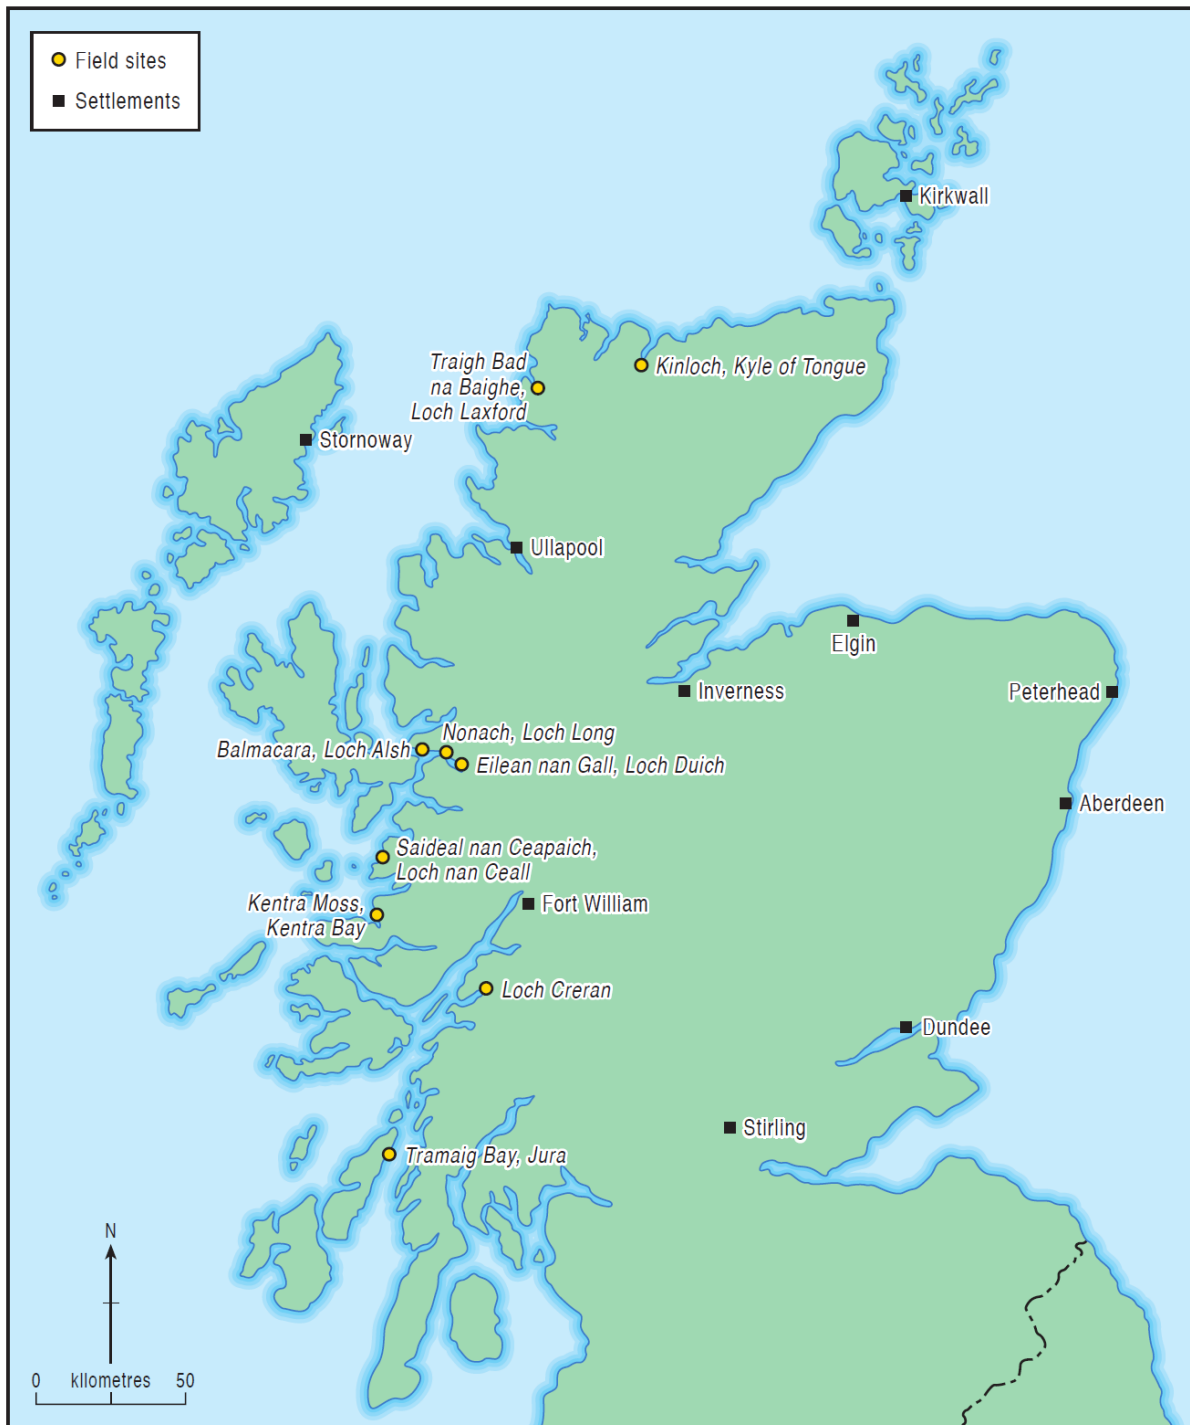 Field sites
Settlements
Kirkwall
Traigh Bad
na Baighe,
Loch Laxford
Kinloch, Kyle of Tongue
Stornoway
Ullapool
Elgin
Inverness
Peterhead
Nonach, Loch Long
Balmacara, Loch Alsh
Eilean nan Gall, Loch Duich
Aberdeen
Saideal nan Ceapaich,
Loch nan Ceall
Kentra Moss,
Kentra Bay
Fort William
Loch Creran
Dundee
Stirling
Tramaig Bay, Jura
N
0 kilometres 50